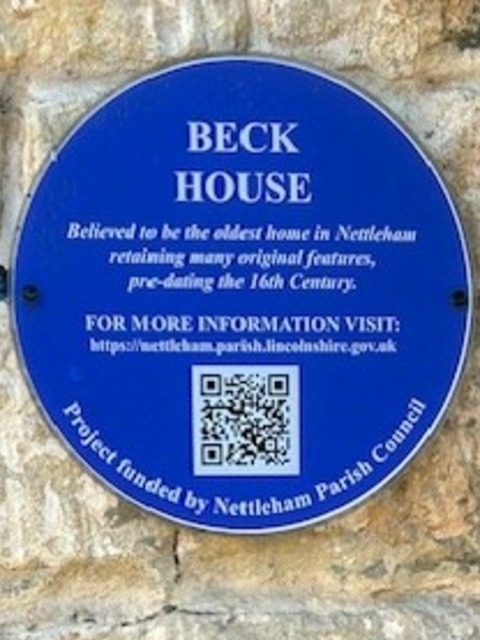 BECK
HOUSE
Believed to be the oldest home in Nettleham
retaining many original features,
pre-dating the 16th Century.
FOR MORE INFORMATION VISIT:
https://nettleham.parish.lincolnshire.gov.uk
Project funded by Nettleham Parish Council